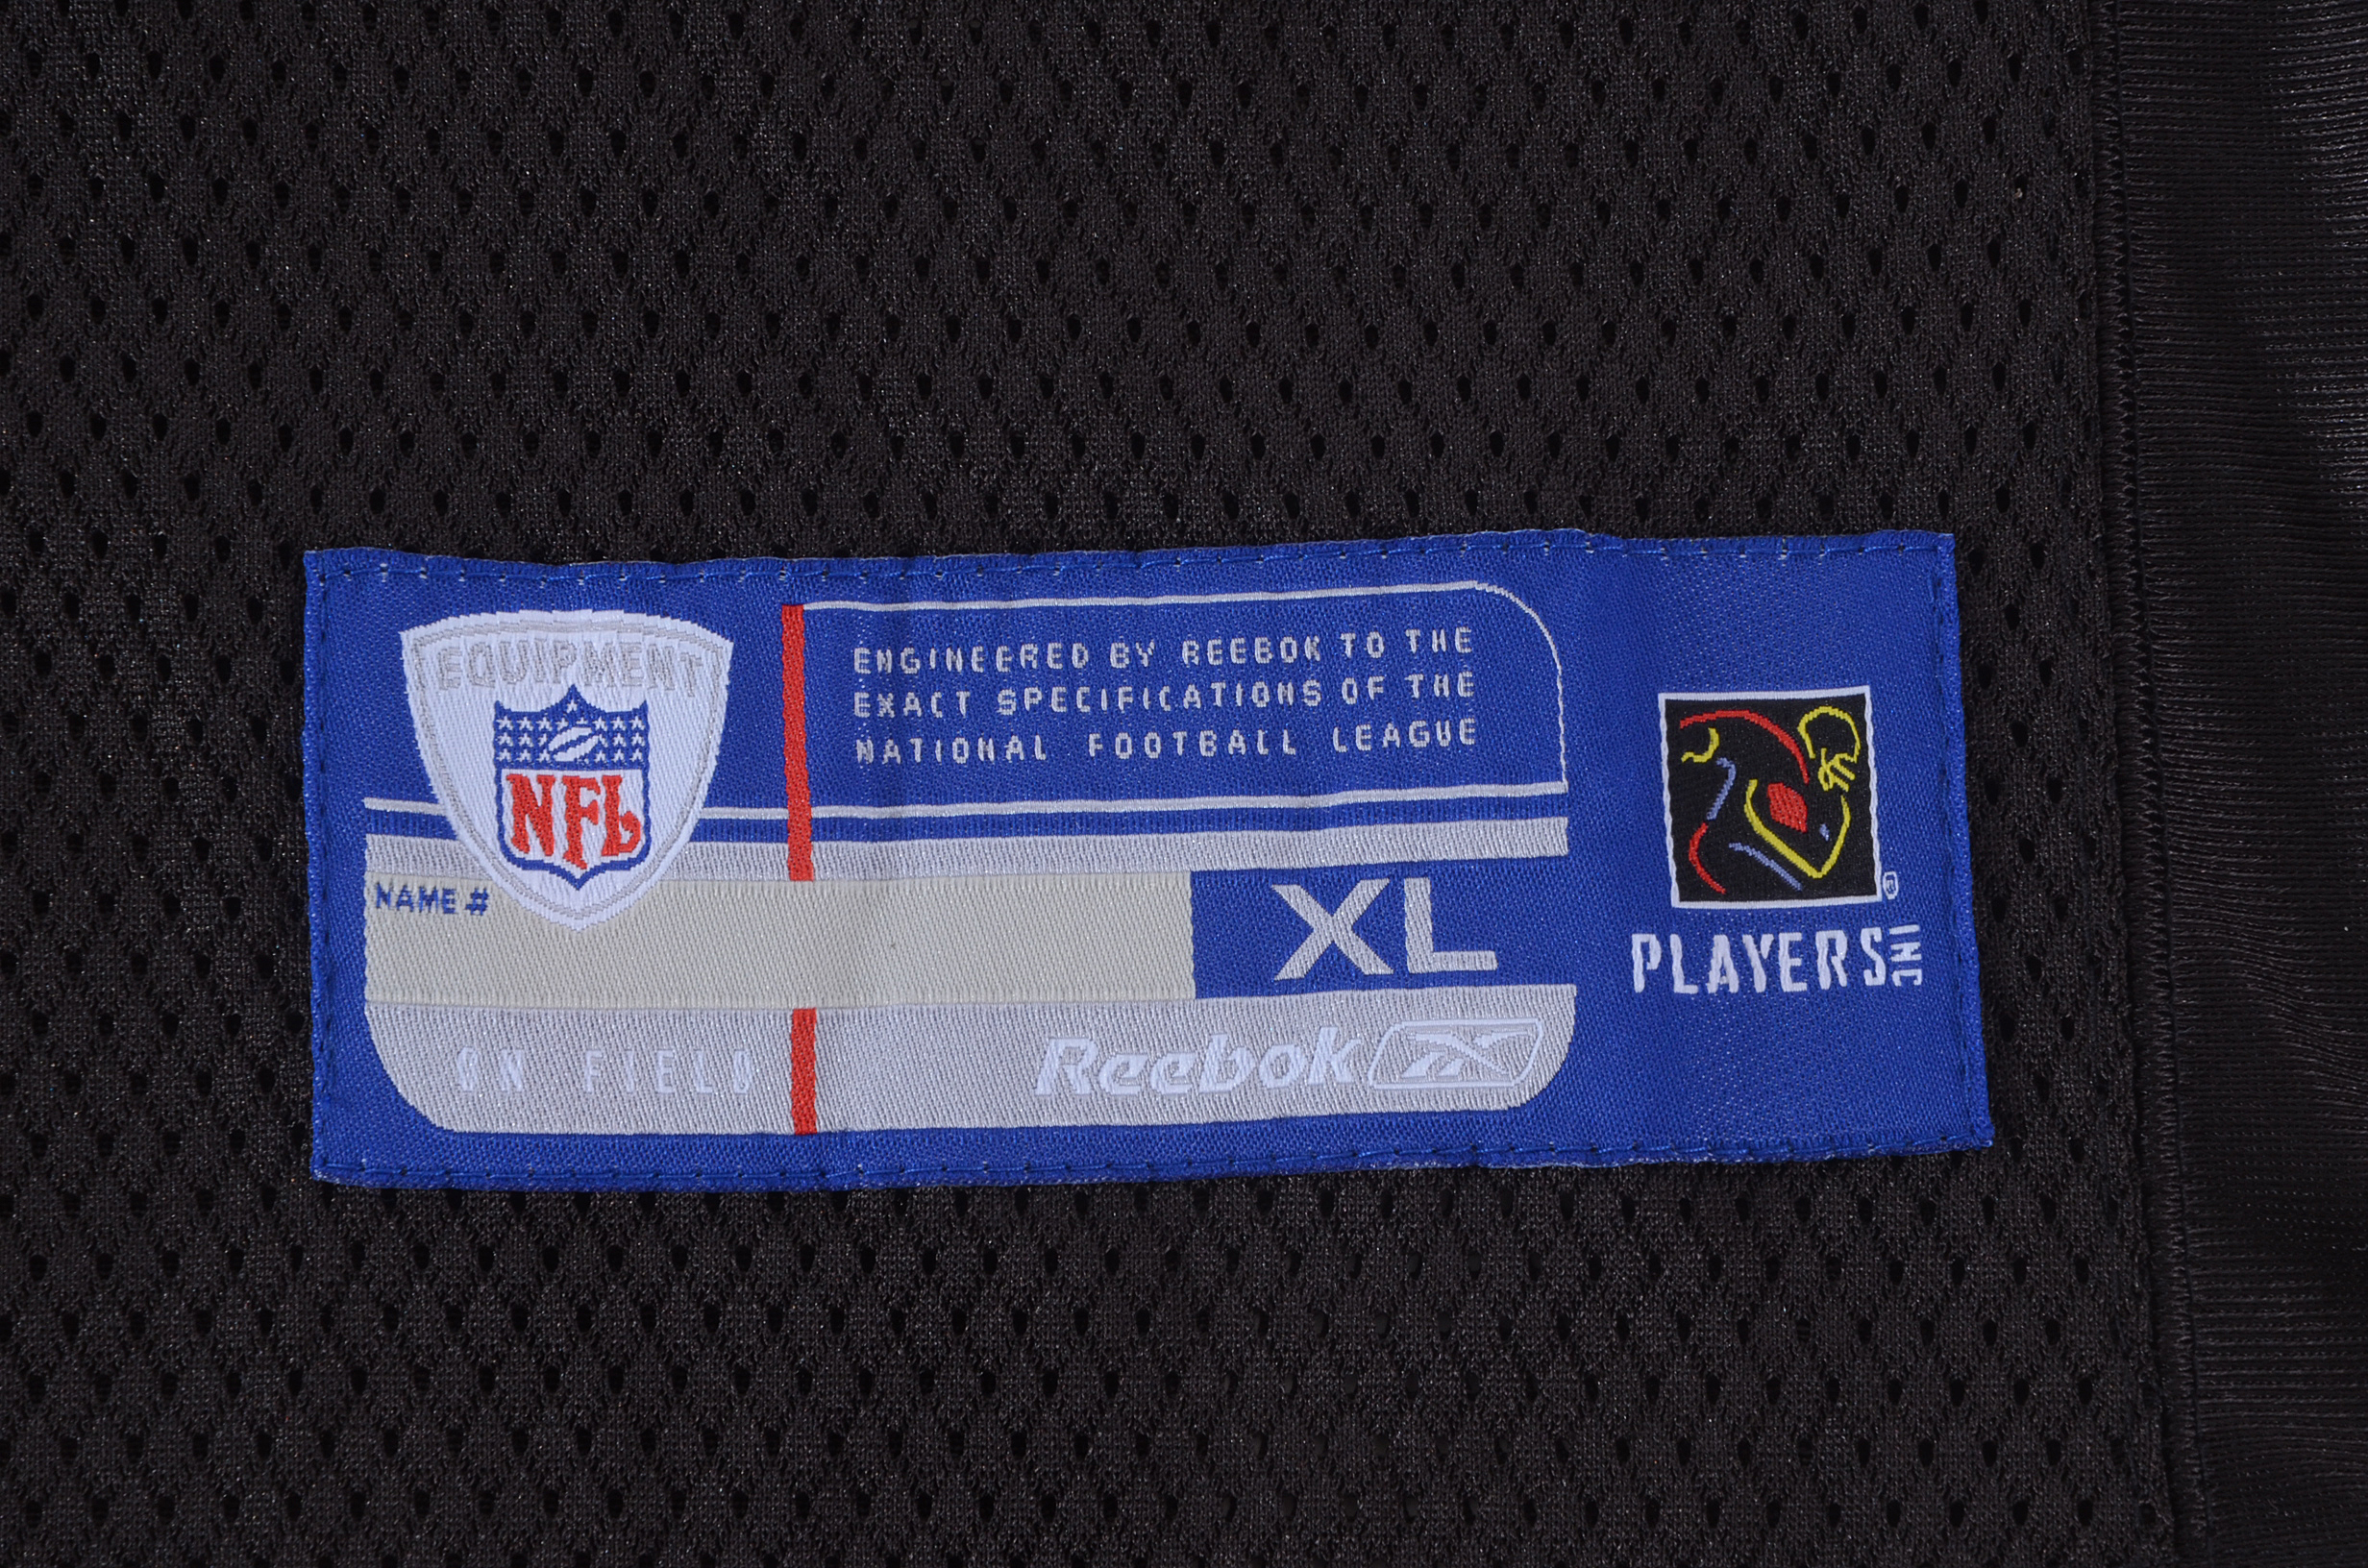 EQUIPMENT
NFL
ENGINEERED BY REEBOK TO THE
EXACT SPECIFICATIONS OF THE
NATIONAL FOOTBALL LEAGUE
NAME #
XL
ON FIELD
Reebok
®
PLAYERS INC